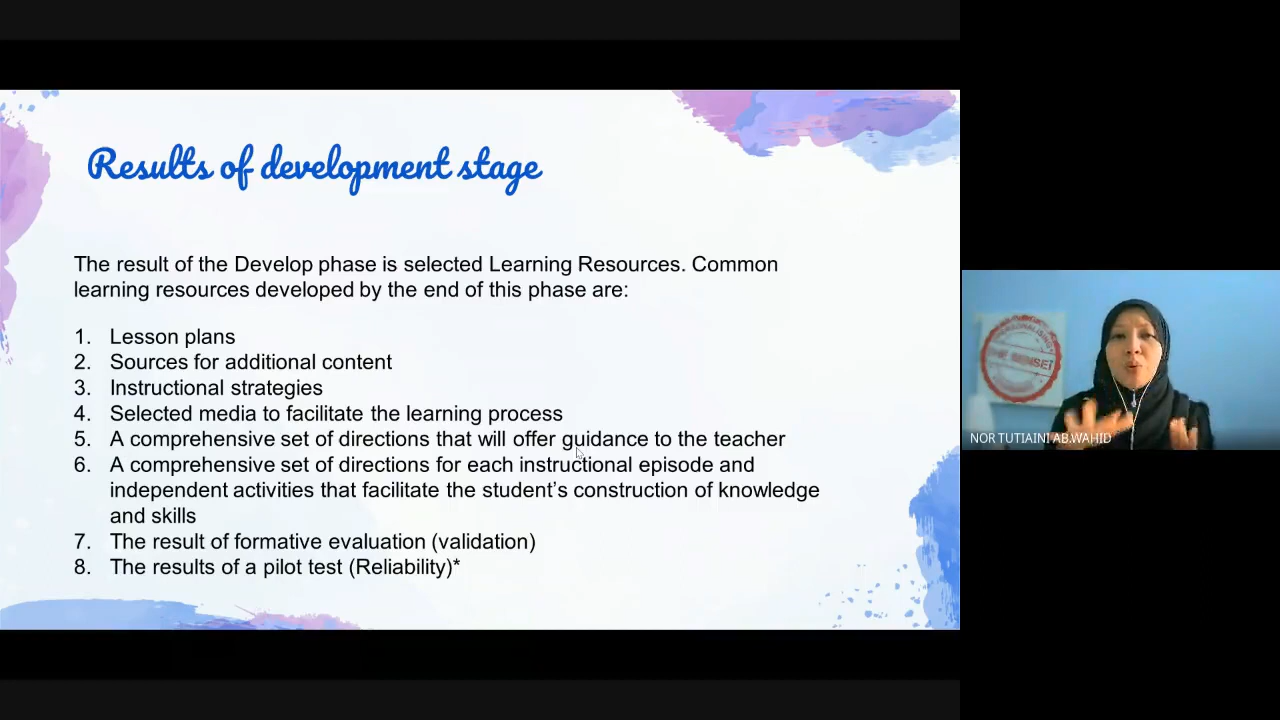 Results of development stage
The result of the Develop phase is selected Learning Resources. Common
learning resources developed by the end of this phase are:
1. Lesson plans
2. Sources for additional content
3. Instructional strategies
4. Selected media to facilitate the learning process
5. A comprehensive set of directions that will offer guidance to the teacher
6. A comprehensive set of directions for each instructional episode and
independent activities that facilitate the student’s construction of knowledge
and skills
7. The result of formative evaluation (validation)
8. The results of a pilot test (Reliability)*
NOR TUTIAINI AB.WAHID